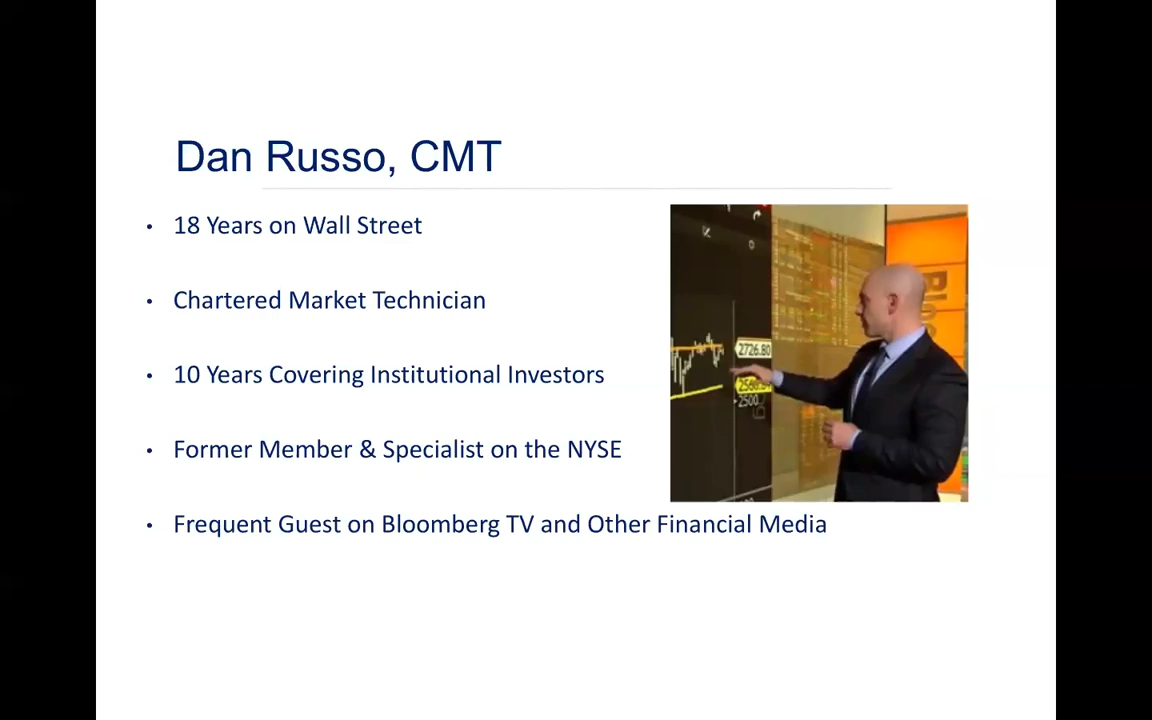 Dan Russo, CMT
• 18 Years on Wall Street
• Chartered Market Technician
• 10 Years Covering Institutional Investors
• Former Member & Specialist on the NYSE
• Frequent Guest on Bloomberg TV and Other Financial Media
2726.80
2500